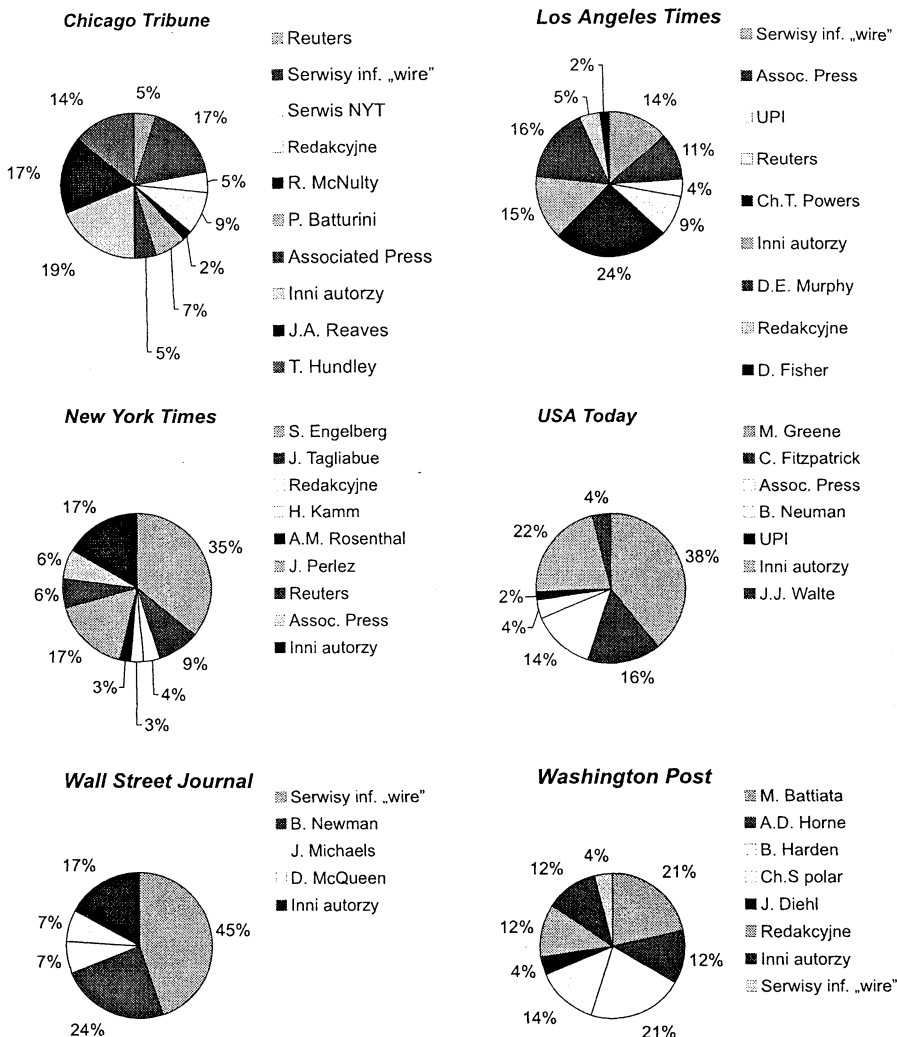 Chicago Tribune
Reuters
Serwisy inf. „wire”
Serwis NYT
Redakcyjne
R. McNulty
P. Batturini
Associated Press
Inni autorzy
J.A. Reaves
T. Hundley
5%
17%
5%
9%
2%
7%
5%
19%
17%
14%
Los Angeles Times
Serwisy inf. „wire”
Assoc. Press
UPI
Reuters
Ch.T. Powers
Inni autorzy
D.E. Murphy
Redakcyjne
D. Fisher
14%
11%
4%
9%
24%
15%
16%
5%
2%
New York Times
S. Engelberg
J. Tagliabue
Redakcyjne
H. Kamm
A.M. Rosenthal
J. Perlez
Reuters
Assoc. Press
Inni autorzy
35%
9%
4%
3%
3%
17%
6%
6%
17%
USA Today
M. Greene
C. Fitzpatrick
Assoc. Press
B. Neuman
UPI
Inni autorzy
J.J. Walte
38%
16%
14%
4%
2%
22%
4%
Wall Street Journal
Serwisy inf. „wire”
B. Newman
J. Michaels
D. McQueen
Inni autorzy
45%
24%
7%
7%
17%
Washington Post
M. Battiata
A.D. Horne
B. Harden
Ch.S polar
J. Diehl
Redakcyjne
Inni autorzy
Serwisy inf. „wire”
21%
12%
21%
14%
4%
12%
12%
4%